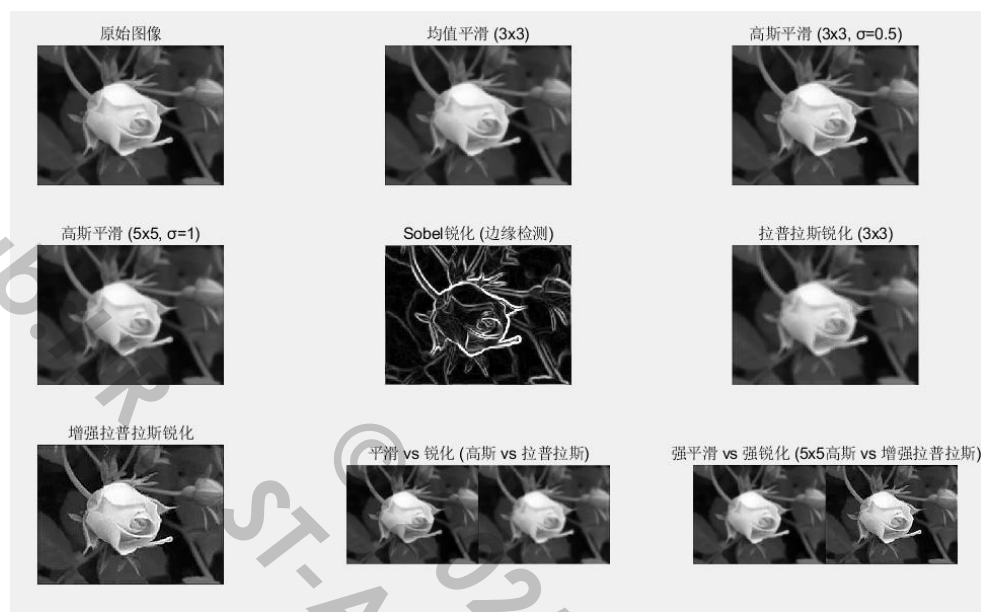 原始图像
均值平滑 (3x3)
高斯平滑 (3x3, σ=0.5)
高斯平滑 (5x5, σ=1)
Sobel锐化 (边缘检测)
拉普拉斯锐化 (3x3)
增强拉普拉斯锐化
平滑 vs 锐化 (高斯 vs 拉普拉斯)
强平滑 vs 强锐化 (5x5高斯 vs 增强拉普拉斯)